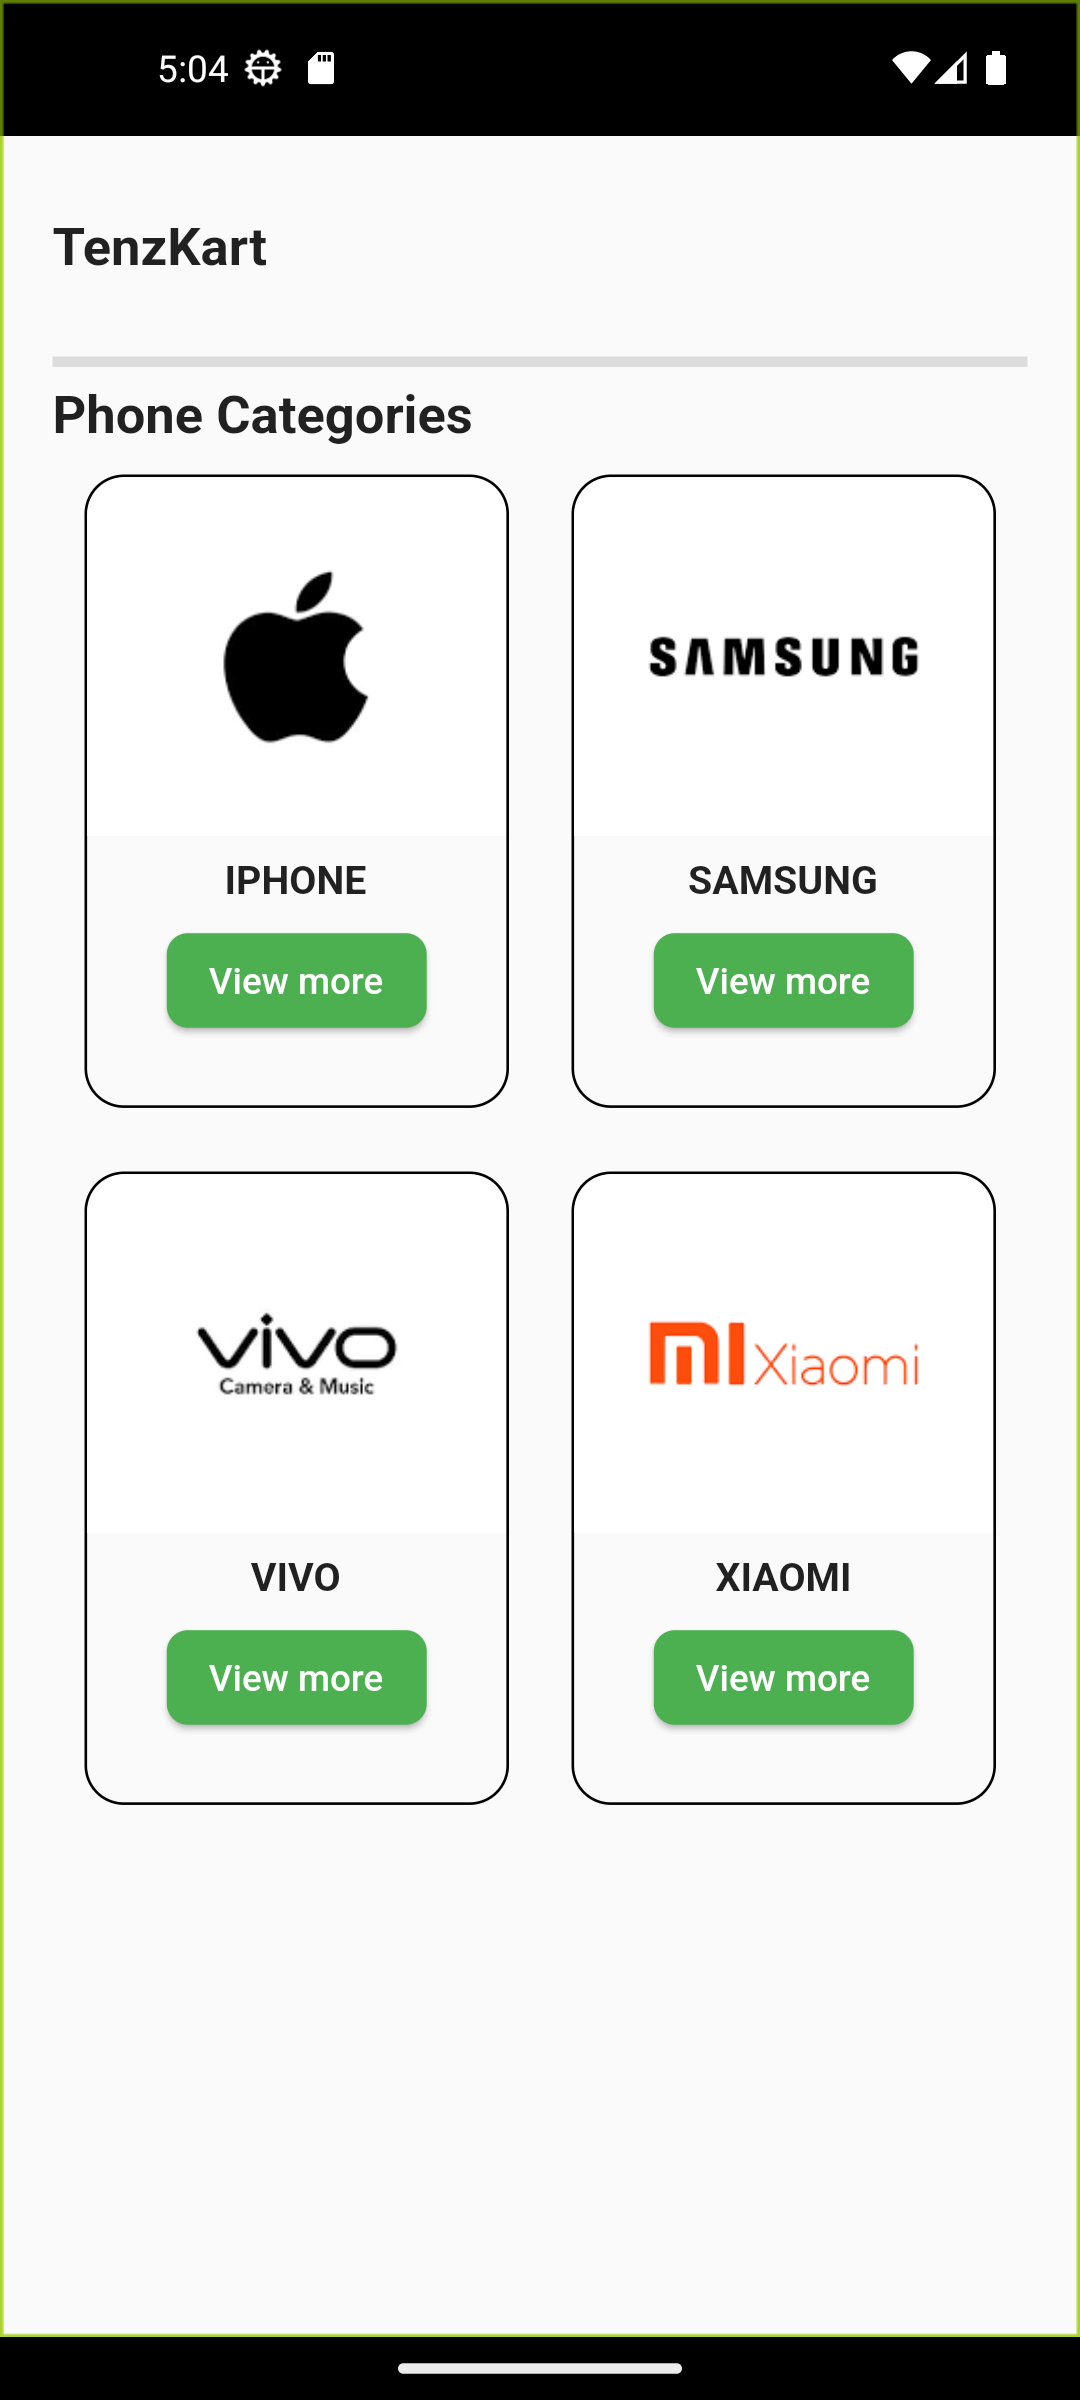 5:04
TenzKart
Phone Categories
SAMSUNG
IPHONE
SAMSUNG
View more
View more
vivo
Camera & Music
mi Xiaomi
VIVO
XIAOMI
View more
View more